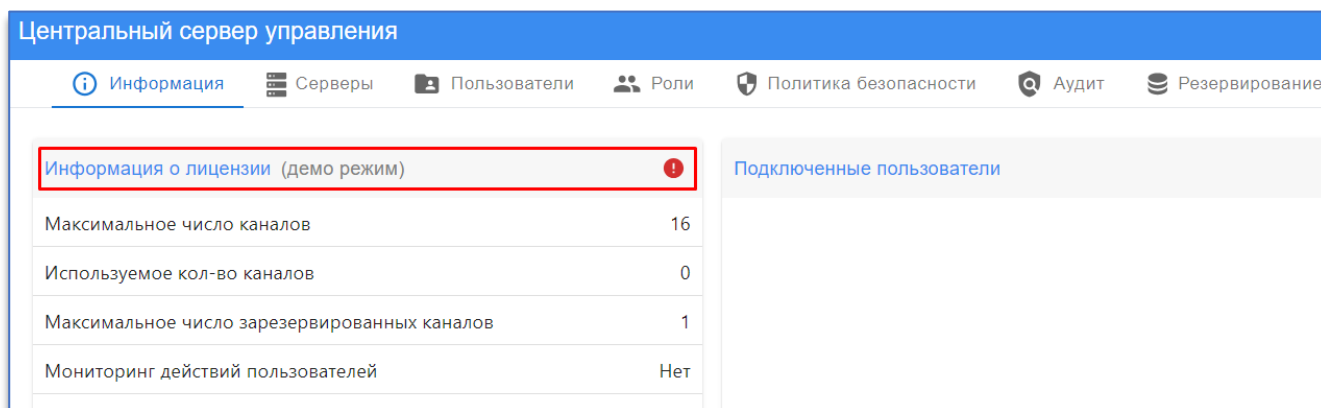 Центральный сервер управления
Информация Серверы Пользователи Роли Политика безопасности Аудит Резервирование
Информация о лицензии (демо режим)
Подключенные пользователи
Максимальное число каналов 16
Используемое кол-во каналов 0
Максимальное число зарезервированных каналов 1
Мониторинг действий пользователей Нет